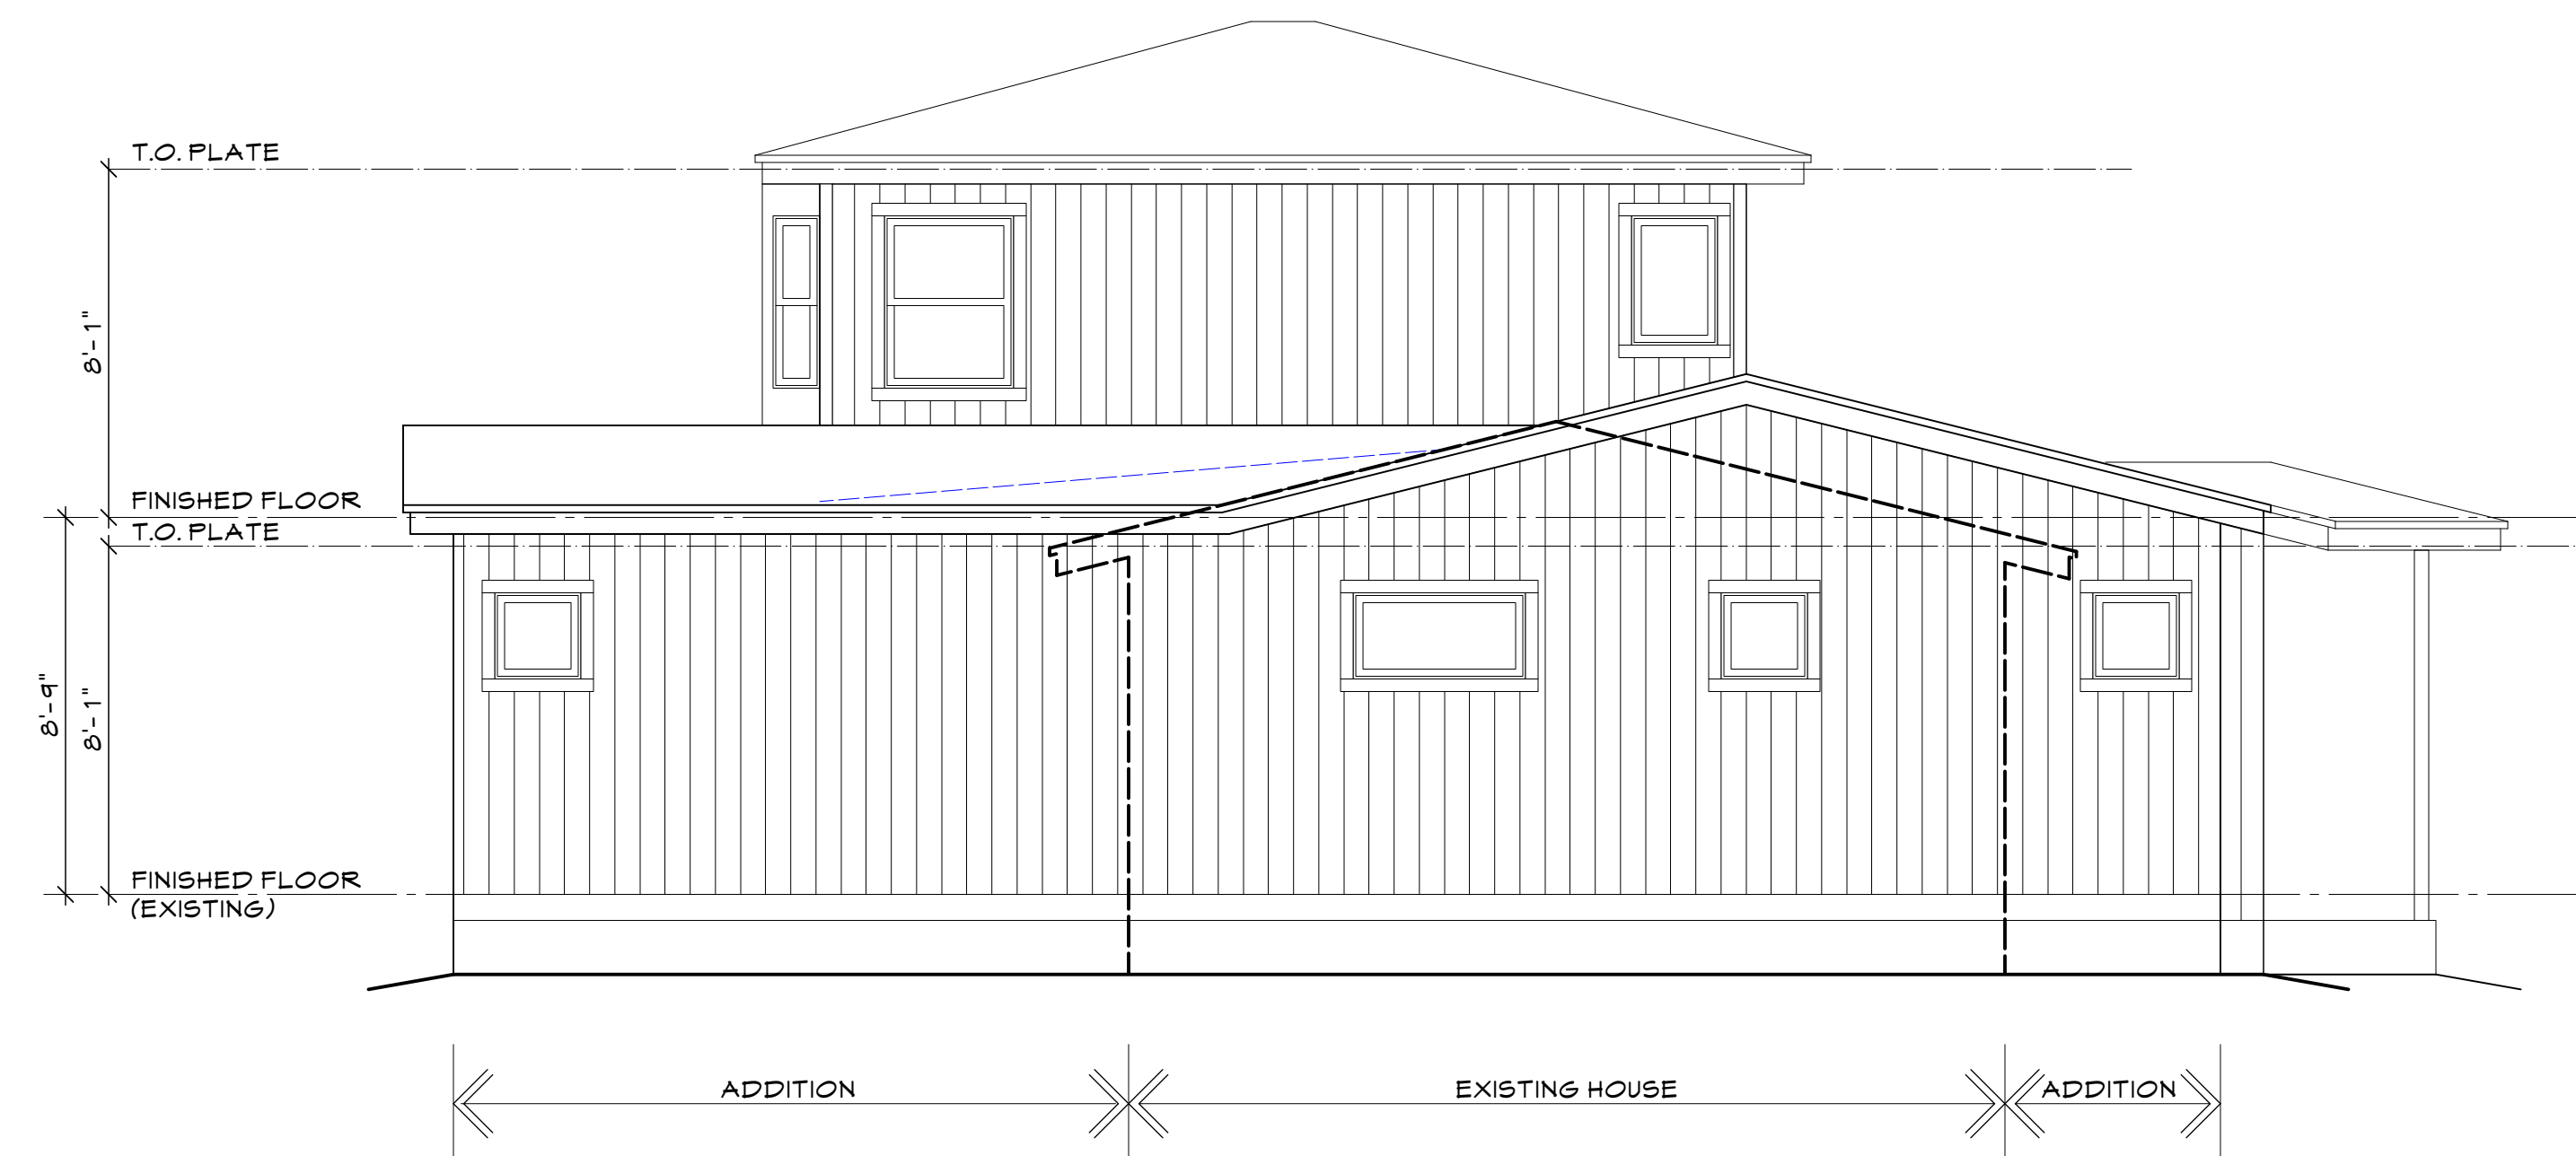 T.O. PLATE
8'-1"
FINISHED FLOOR
T.O. PLATE
8'-9"
8'-1"
FINISHED FLOOR
(EXISTING)
ADDITION
EXISTING HOUSE
ADDITION